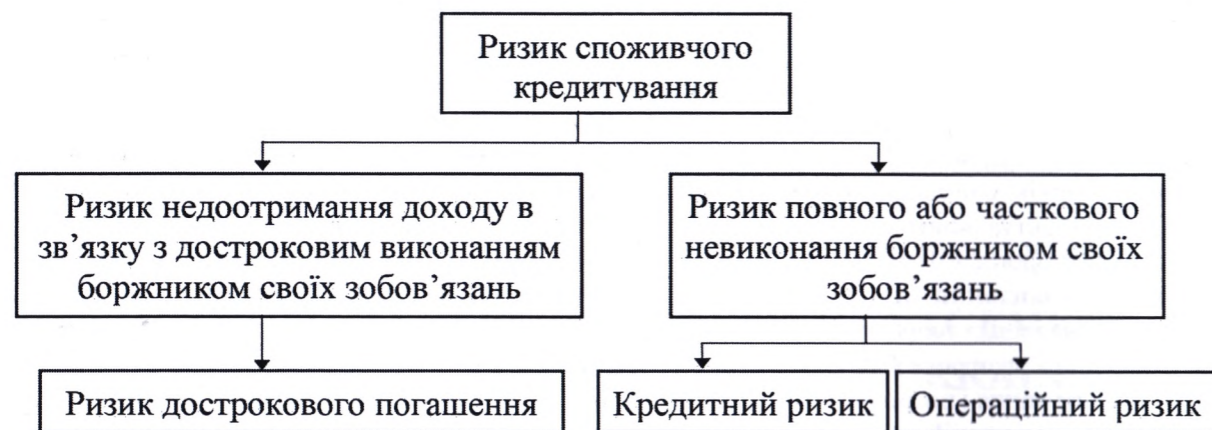 Ризик споживчого
кредитування
Ризик недоотримання доходу в
зв’язку з достроковим виконанням
боржником своїх зобов’язань
Ризик повного або часткового
невиконання боржником своїх
зобов’язань
Ризик дострокового погашення
Кредитний ризик
Операційний ризик